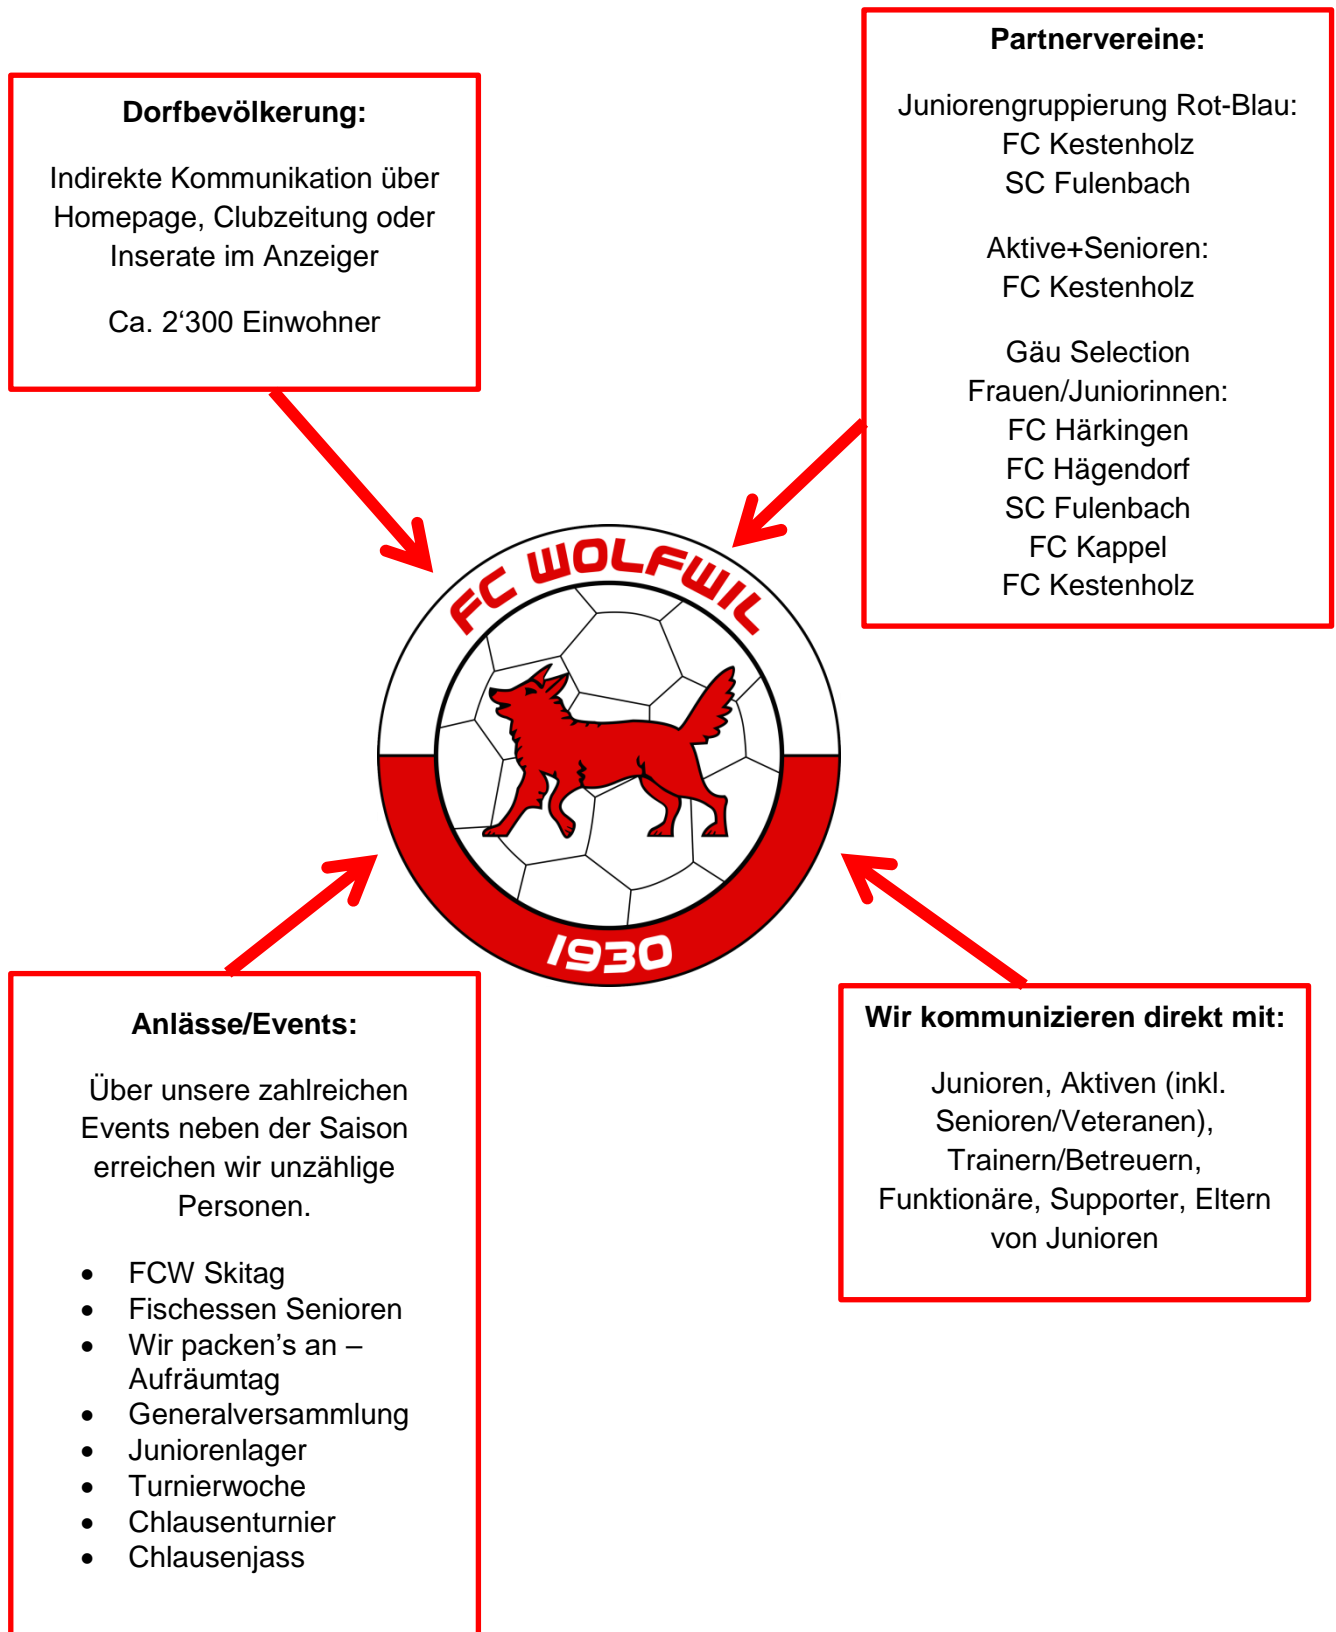 Partnervereine:
Juniorengruppierung Rot-Blau:
FC Kestenholz
SC Fulenbach
Aktive+Senioren:
FC Kestenholz
Gäu Selection
Frauen/Juniorinnen:
FC Härkingen
FC Hägendorf
SC Fulenbach
FC Kappel
FC Kestenholz
Dorfbevölkerung:
Indirekte Kommunikation über
Homepage, Clubzeitung oder
Inserate im Anzeiger
Ca. 2‘300 Einwohner
FC WOLFWIL
1930
Anlässe/Events:
Über unsere zahlreichen
Events neben der Saison
erreichen wir unzählige
Personen.
• FCW Skitag
• Fischessen Senioren
• Wir packen’s an –
Aufräumtag
• Generalversammlung
• Juniorenlager
• Turnierwoche
• Chlausenturnier
• Chlausenjass
Wir kommunizieren direkt mit:
Junioren, Aktiven (inkl.
Senioren/Veteranen),
Trainern/Betreuern,
Funktionäre, Supporter, Eltern
von Junioren